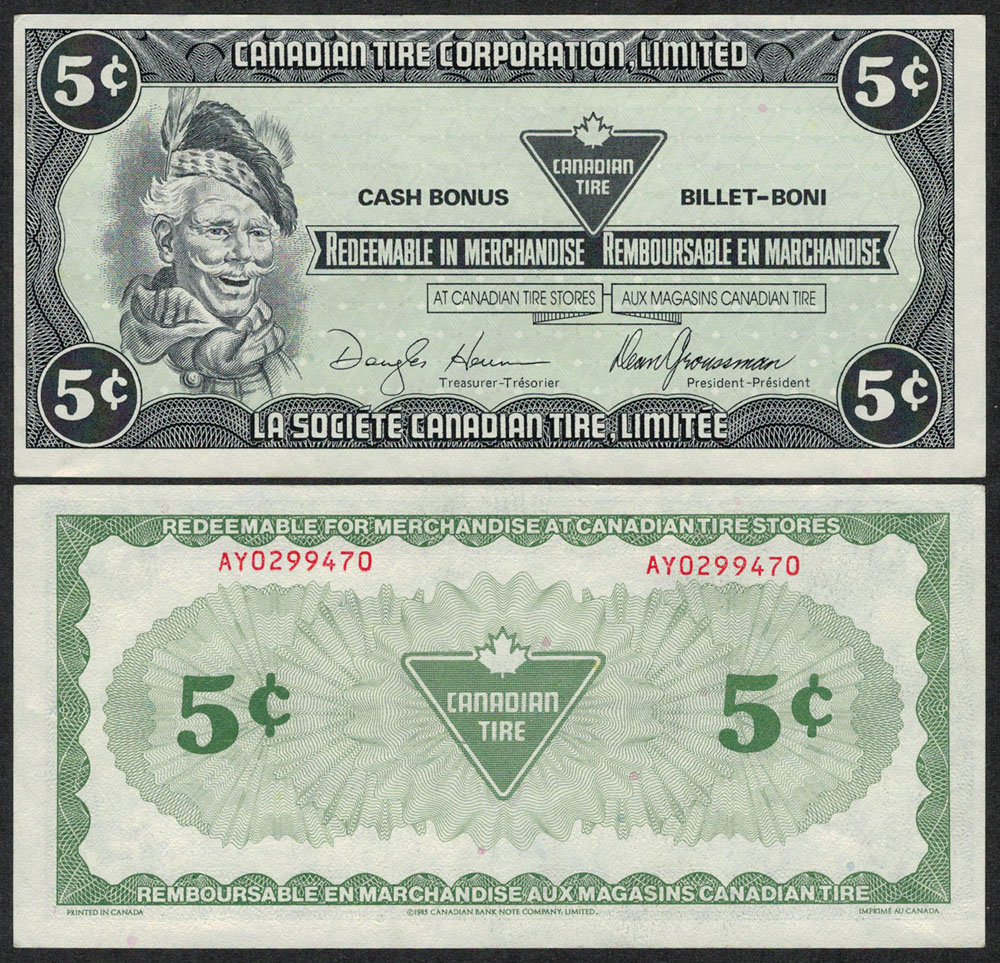 5¢ CANADIAN TIRE CORPORATION, LIMITED 5¢
CANADIAN
TIRE
CASH BONUS BILLET-BONI
REDEEMABLE IN MERCHANDISE REMBOURSABLE EN MARCHANDISE
AT CANADIAN TIRE STORES AUX MAGASINS CANADIAN TIRE
Dean Groussman
Treasurer-Trésorier President-Président
5¢ LA SOCIÉTÉ CANADIAN TIRE, LIMITÉE 5¢
REDEEMABLE FOR MERCHANDISE AT CANADIAN TIRE STORES
AY0299470 AY0299470
5¢ CANADIAN 5¢
TIRE
REMBOURSABLE EN MARCHANDISE AUX MAGASINS CANADIAN TIRE
PRINTED IN CANADA ©1985 CANADIAN BANK NOTE COMPANY, LIMITED. IMPRIMÉ AU CANADA